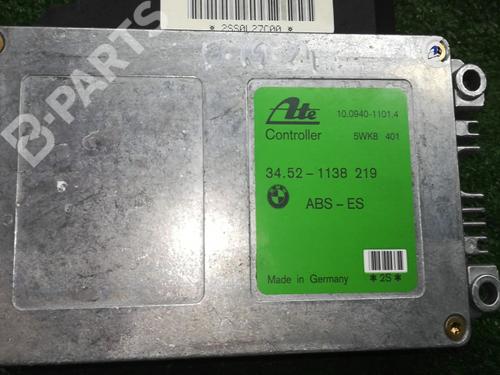 *2SS0L27C00*
B-PARTS
Ate
10.0940-1101.4
Controller
5WK8 401
34.52-1138 219
ABS-ES
Made in Germany
*2S*